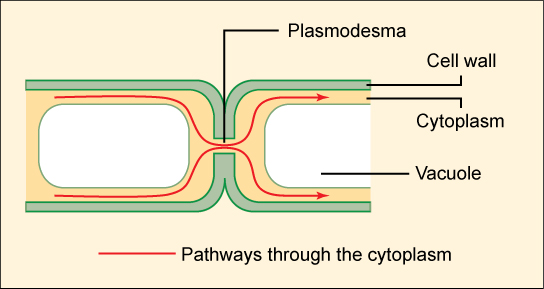 Plasmodesma
Cell wall
Cytoplasm
Vacuole
Pathways through the cytoplasm